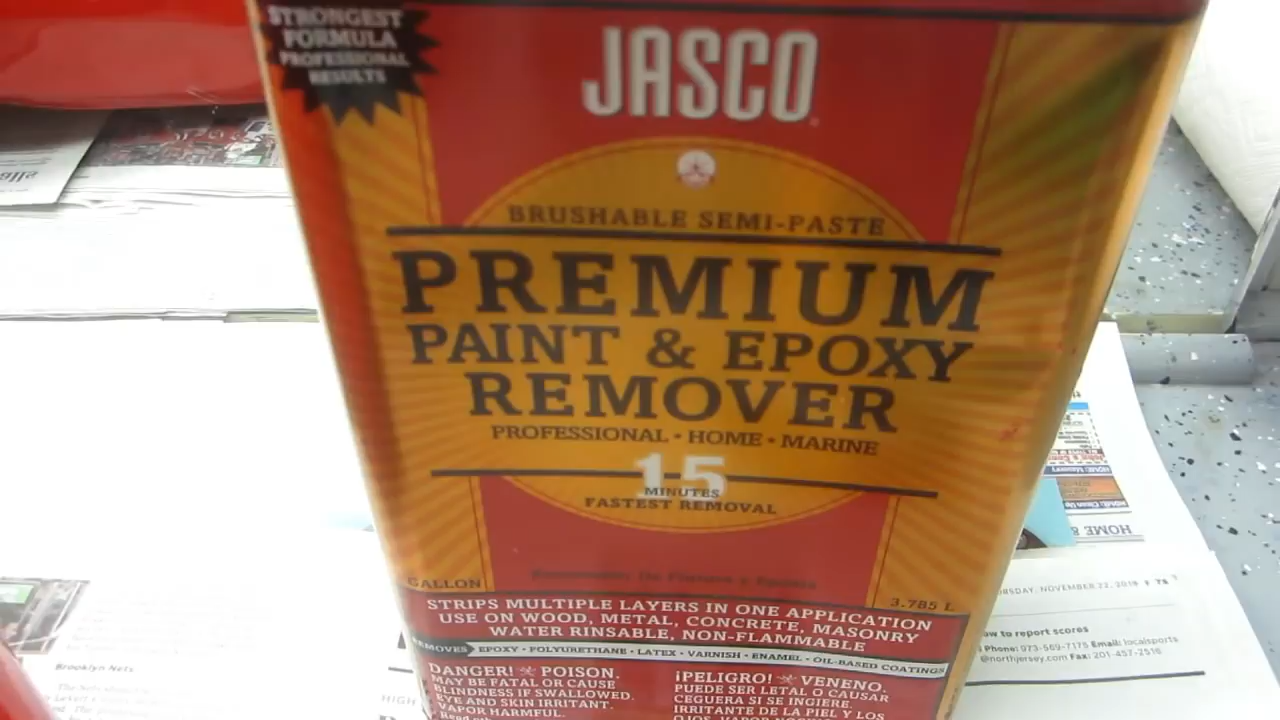 STRONGEST
FORMULA
PROFESSIONAL
RESULTS
JASCO
BRUSHABLE SEMI-PASTE
PREMIUM
PAINT & EPOXY
REMOVER
PROFESSIONAL • HOME • MARINE
15
MINUTES
FASTEST REMOVAL
GALLON
3.785 L
STRIPS MULTIPLE LAYERS IN ONE APPLICATION
USE ON WOOD, METAL, CONCRETE, MASONRY
WATER RINSABLE, NON-FLAMMABLE
REMOVES EPOXY • POLYURETHANE • LATEX • VARNISH • ENAMEL • OIL-BASED COATINGS
DANGER! POISON.
MAY BE FATAL OR CAUSE
BLINDNESS IF SWALLOWED.
EYE AND SKIN IRRITANT.
VAPOR HARMFUL.
¡PELIGRO! VENENO.
PUEDE SER LETAL O CAUSAR
CEGUERA SI SE INGIERE.
IRRITANTE DE LA PIEL Y LOS
Brooklyn Nets
HIGH
HOME &
NOVEMBER 22, 2018
how to report scores
Phone: 973-569-7175 Email: localsports
@northjersey.com Fax: 201-457-2516